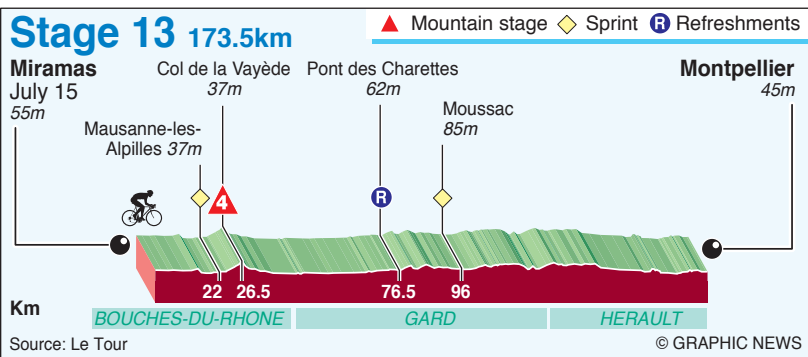 Stage 13 173.5km
Mountain stage Sprint R Refreshments
Miramas
July 15
55m
Mausanne-les-
Alpilles 37m
Col de la Vayède
37m
Pont des Charettes
62m
Moussac
85m
Montpellier
45m
4
R
22 26.5 76.5 96
Km
BOUCHES-DU-RHONE GARD HERAULT
Source: Le Tour
© GRAPHIC NEWS